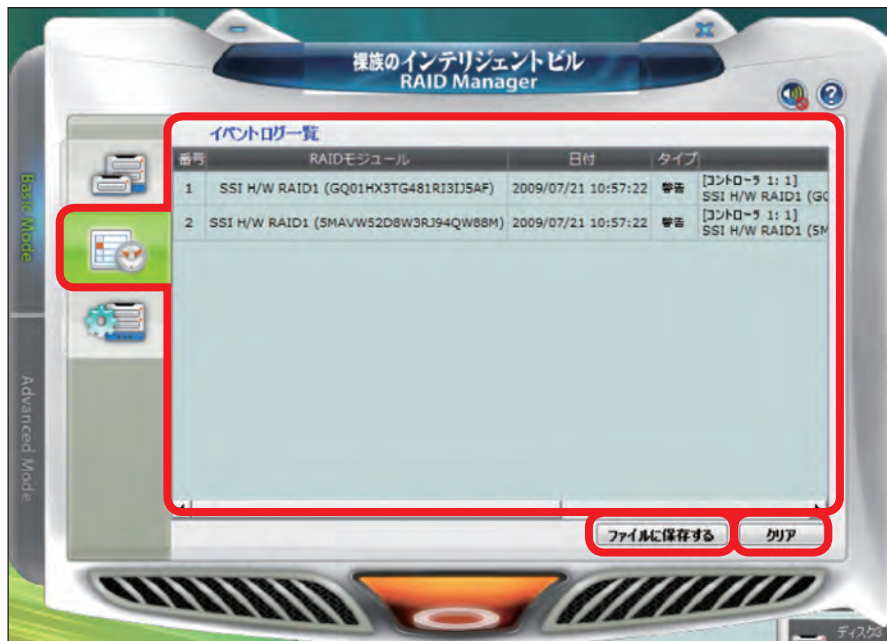 裸族のインテリジェントビル
RAID Manager
イベントログ一覧
番号 RAIDモジュール 日付 タイプ
1 SSI H/W RAID1 (GQ01HX3TG481RI3IJ5AF) 2009/07/21 10:57:22 警告 [コントローラ 1: 1]
SSI H/W RAID1 (GQ
2 SSI H/W RAID1 (5MAVW52D8W3RJ94QW88M) 2009/07/21 10:57:22 警告 [コントローラ 1: 1]
SSI H/W RAID1 (5M
Basic Mode
Advanced Mode
ファイルに保存する クリア
ディスク3